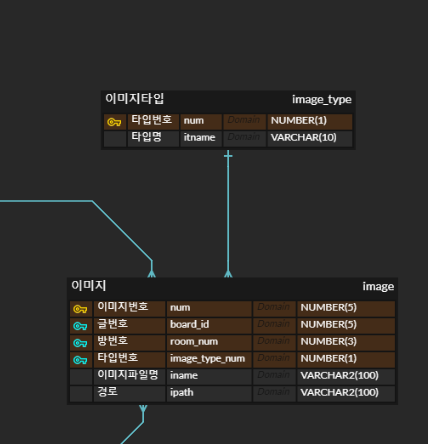 이미지타입 image_type
타입번호 num Domain NUMBER(1)
타입명 itname Domain VARCHAR(10)
이미지 image
이미지번호 num Domain NUMBER(5)
글번호 board_id Domain NUMBER(5)
방번호 room_num Domain NUMBER(3)
타입번호 image_type_num Domain NUMBER(1)
이미지파일명 iname Domain VARCHAR2(100)
경로 ipath Domain VARCHAR2(100)